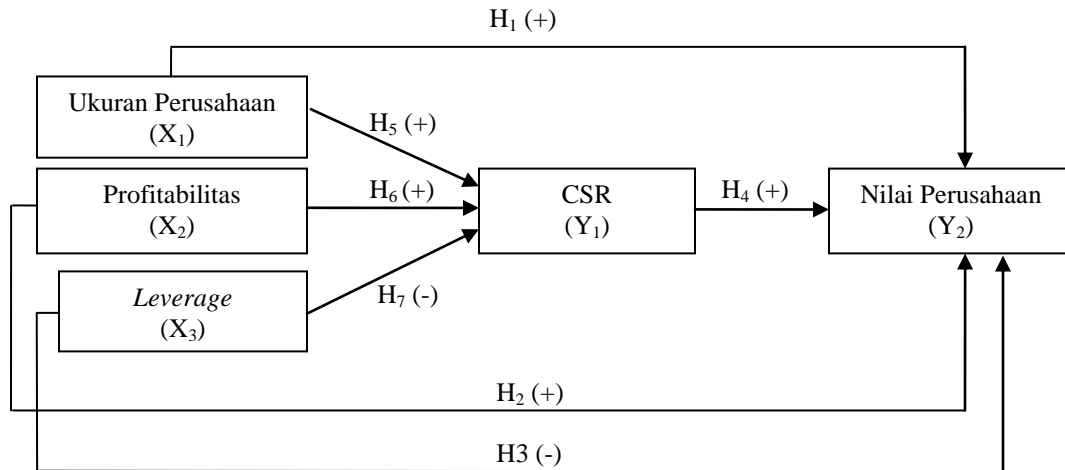 H₁ (+)
Ukuran Perusahaan
(X₁)
H₅ (+)
Profitabilitas
(X₂)
H₆ (+)
CSR
(Y₁)
H₄ (+)
Nilai Perusahaan
(Y₂)
Leverage
(X₃)
H₇ (-)
H₂ (+)
H3 (-)